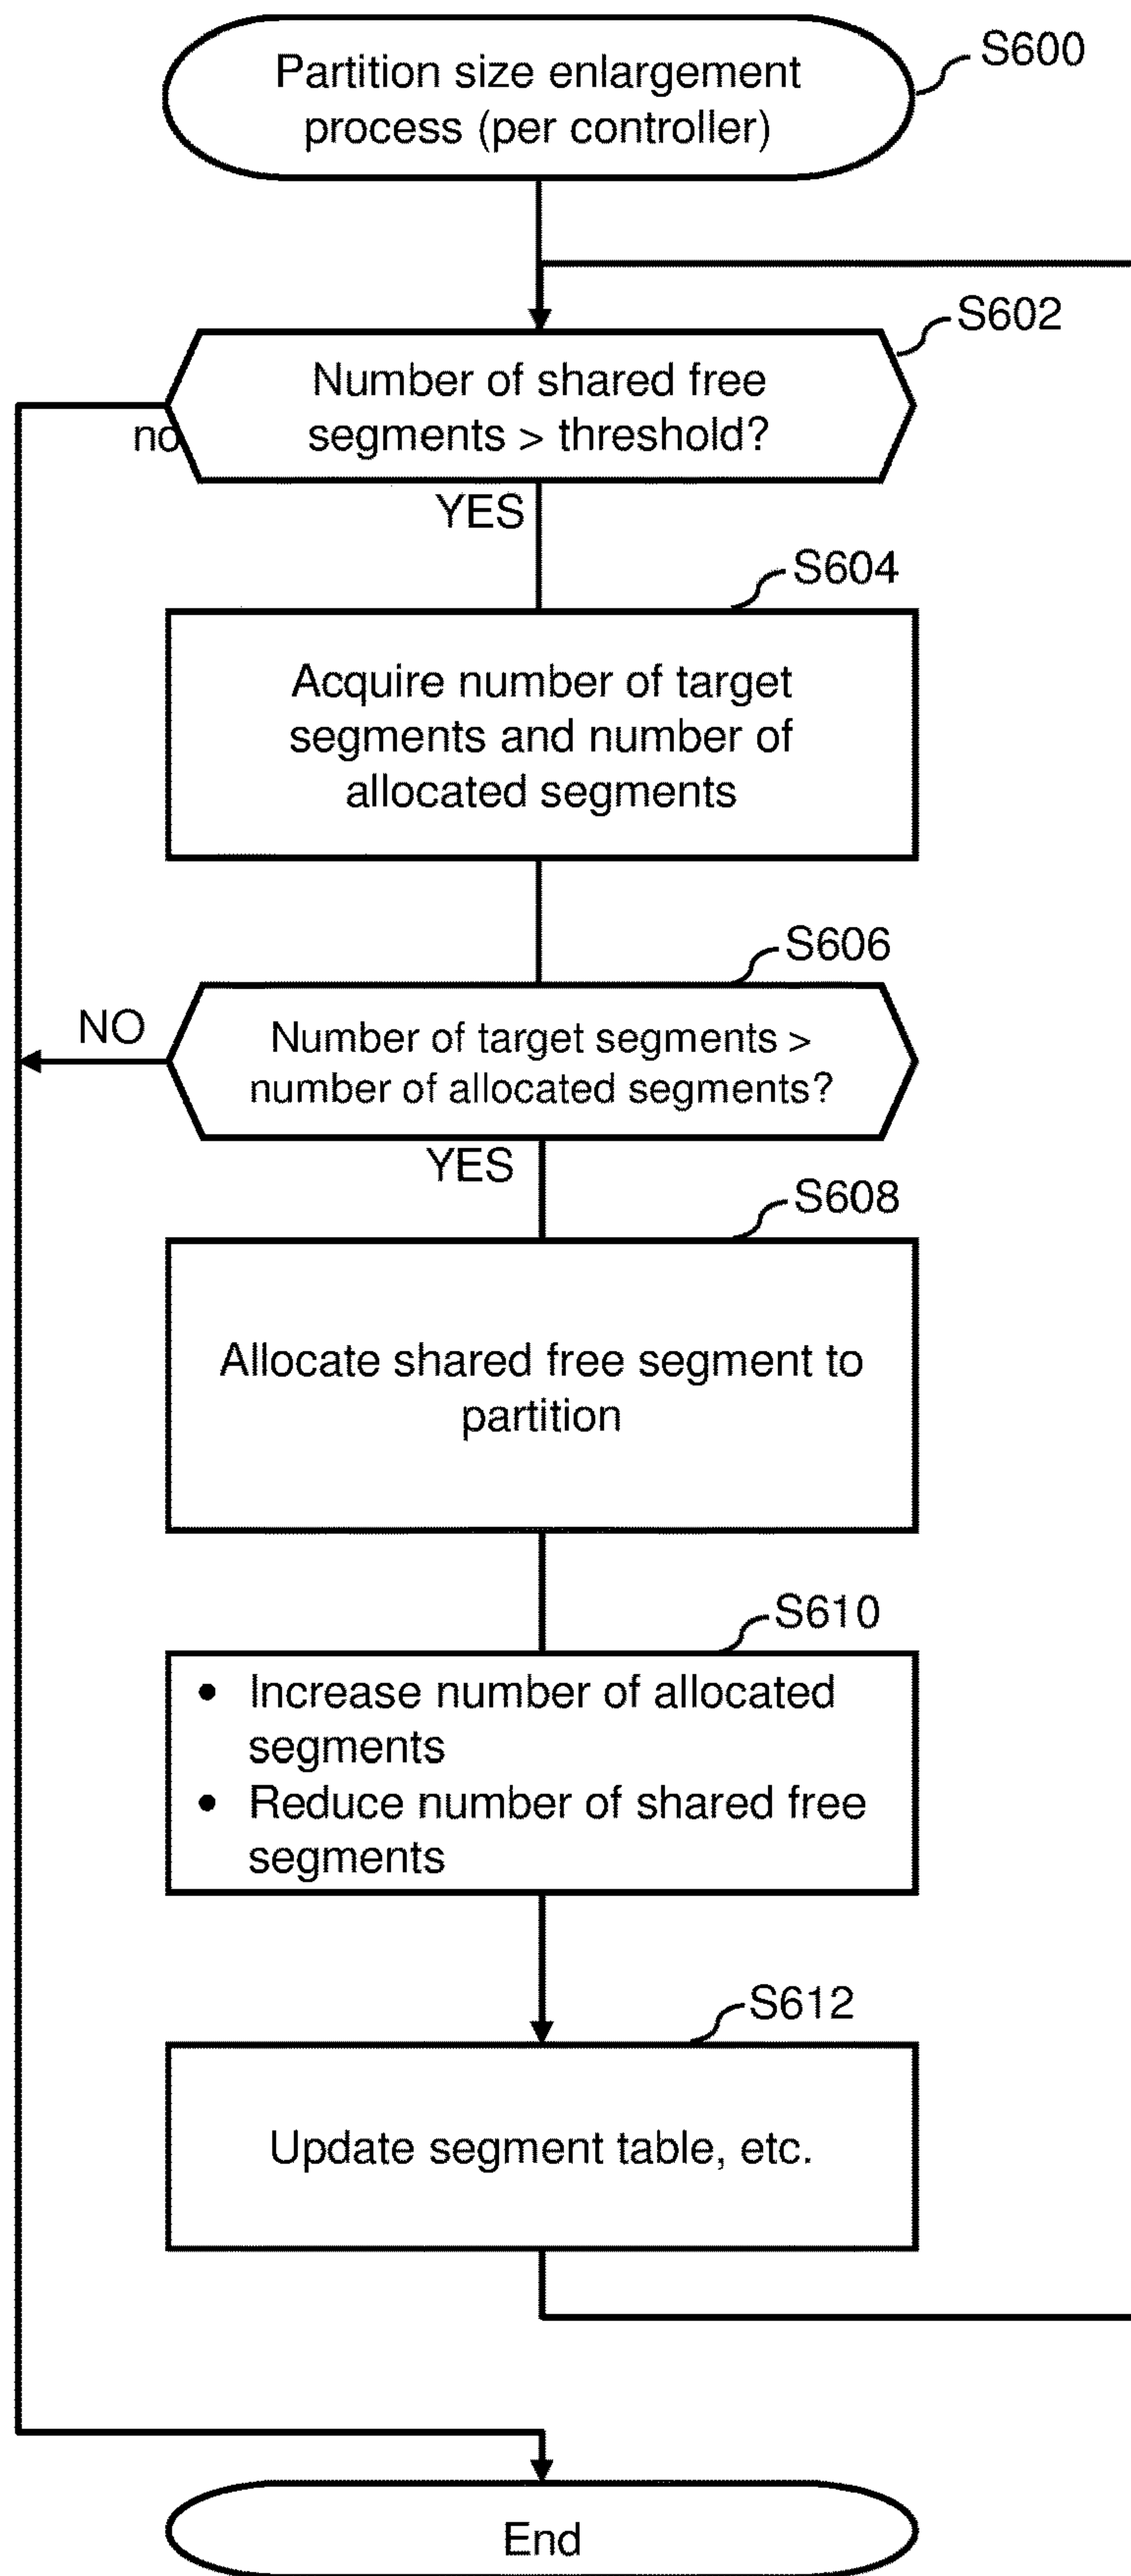 Partition size enlargement
process (per controller)
S600
S602
Number of shared free
segments > threshold?
no
YES
S604
Acquire number of target
segments and number of
allocated segments
S606
NO
Number of target segments >
number of allocated segments?
YES
S608
Allocate shared free segment to
partition
S610
• Increase number of allocated
segments
• Reduce number of shared free
segments
S612
Update segment table, etc.
End